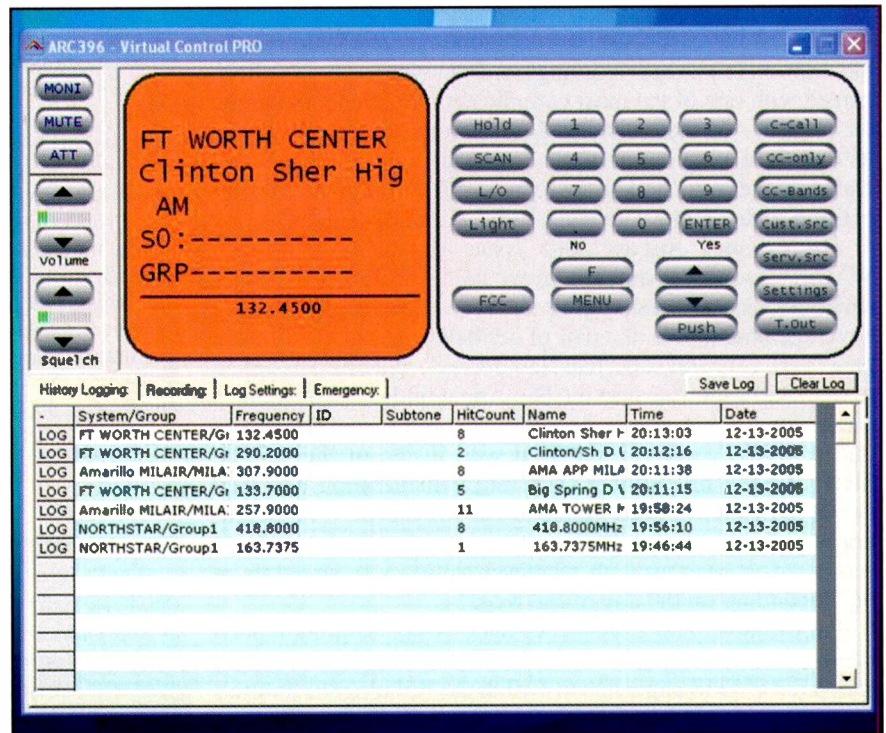 ARC396 - Virtual Control PRO
MONI
MUTE
ATT
Volume
Squelch
FT WORTH CENTER
Clinton Sher Hig
AM
S0:----------
GRP----------
132.4500
Hold 1 2 3 C-Call
SCAN 4 5 6 CC-only
L/O 7 8 9 CC-Bands
Light . 0 ENTER Cust.Src
No Yes
F Serv.Src
FCC MENU Settings
Push T.Out
History Logging: Recording: Log Settings: Emergency: Save Log Clear Log
- System/Group Frequency ID Subtone HitCount Name Time Date
LOG FT WORTH CENTER/Gr 132.4500 8 Clinton Sher H 20:13:03 12-13-2005
LOG FT WORTH CENTER/Gr 290.2000 2 Clinton/Sh D U 20:12:16 12-13-2005
LOG Amarillo MILAIR/MILA 307.9000 8 AMA APP MILA 20:11:38 12-13-2005
LOG FT WORTH CENTER/Gr 133.7000 5 Big Spring D 20:11:15 12-13-2005
LOG Amarillo MILAIR/MILA 257.9000 11 AMA TOWER 19:58:24 12-13-2005
LOG NORTHSTAR/Group1 418.8000 8 418.8000MHz 19:56:10 12-13-2005
LOG NORTHSTAR/Group1 163.7375 1 163.7375MHz 19:46:44 12-13-2005